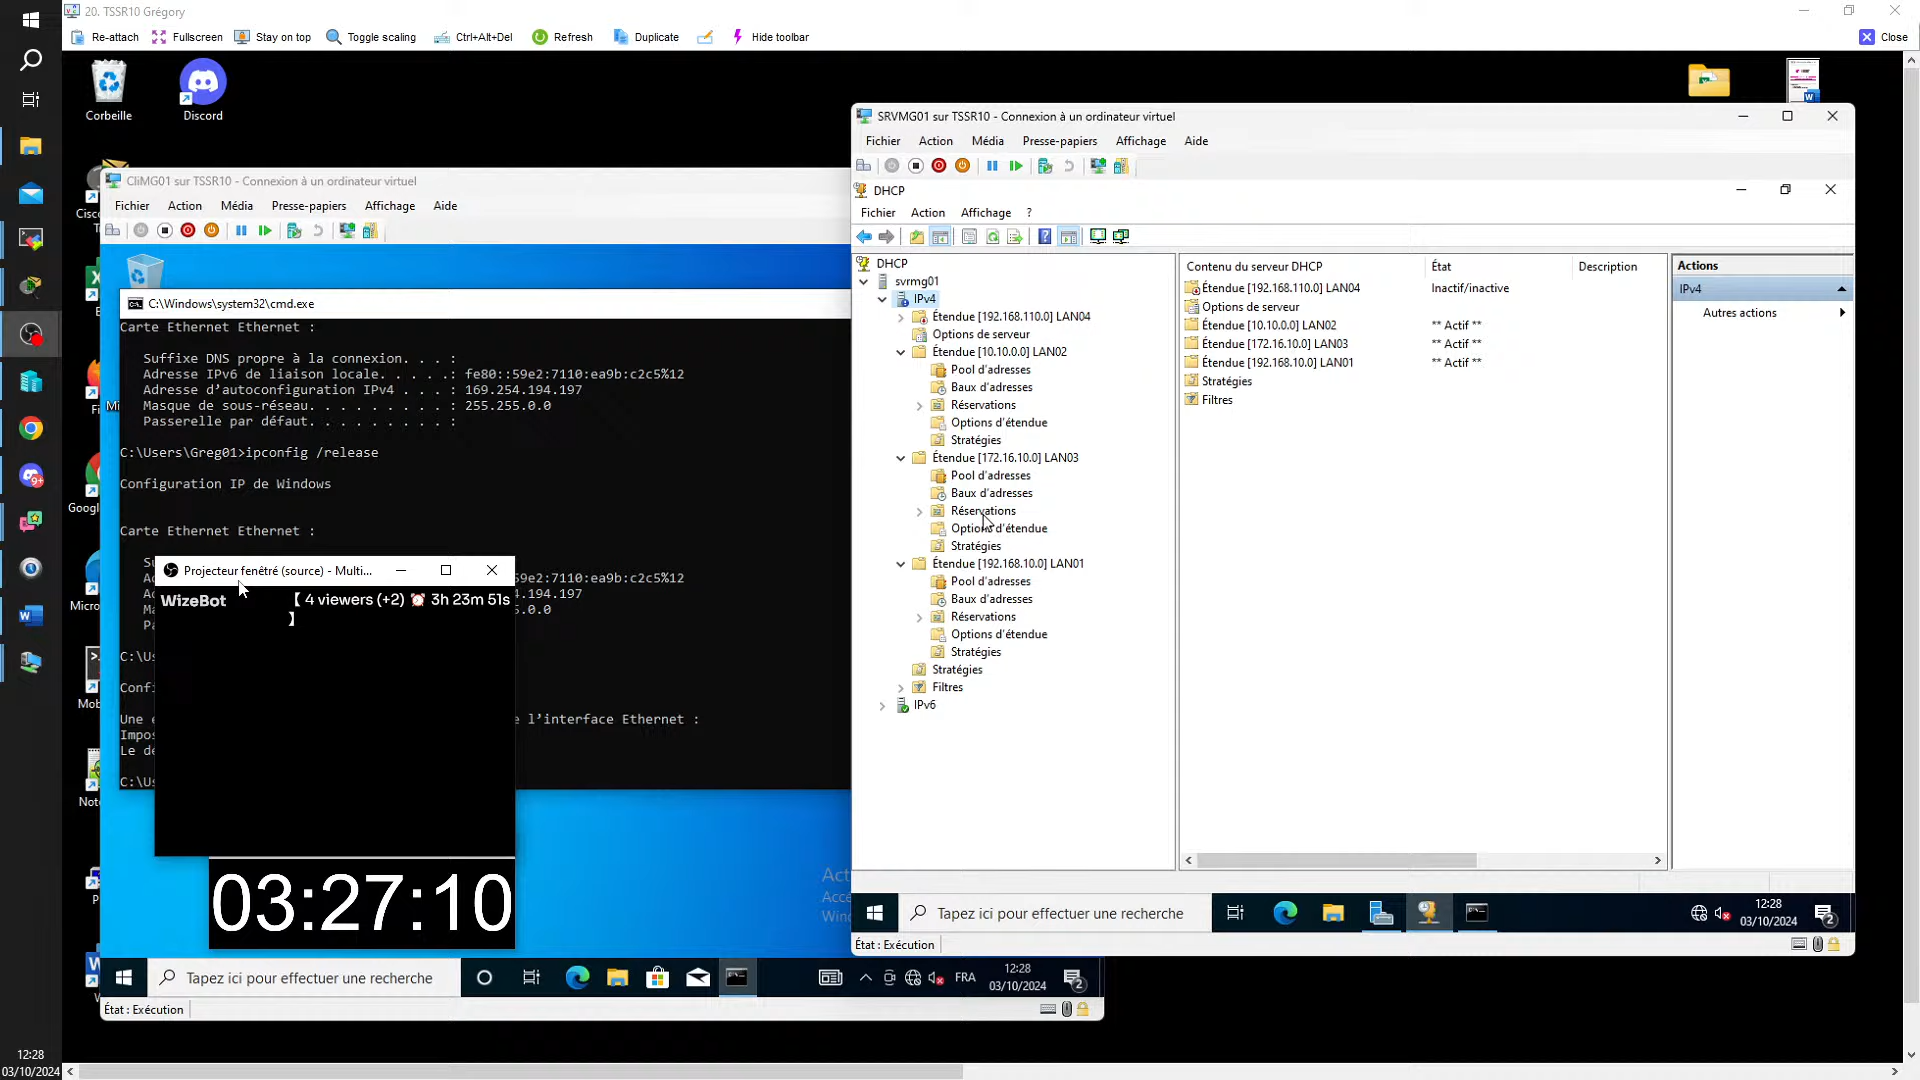 20. TSSR10 Grégory
Re-attach Fullscreen Stay on top Toggle scaling Ctrl+Alt+Del Refresh Duplicate Hide toolbar Close
Corbeille
Discord
CliMG01 sur TSSR10 - Connexion à un ordinateur virtuel
Fichier Action Média Presse-papiers Affichage Aide
C:\Windows\system32\cmd.exe
Carte Ethernet Ethernet :
Suffixe DNS propre à la connexion. . . :
Adresse IPv6 de liaison locale. . . . .: fe80::59e2:7110:ea9b:c2c5%12
Adresse d'autoconfiguration IPv4 . . . : 169.254.194.197
Masque de sous-réseau. . . . . . . . . : 255.255.0.0
Passerelle par défaut. . . . . . . . . :
C:\Users\Greg01>ipconfig /release
Configuration IP de Windows
Carte Ethernet Ethernet :
59e2:7110:ea9b:c2c5%12
.194.197
.0.0
C:\Us
Confi
Une e
e l'interface Ethernet :
Impos
Le de
C:\Us
Projecteur fenêtré (source) - Multi...
WizeBot
【 4 viewers (+2) ⏰ 3h 23m 51s
】
03:27:10
Tapez ici pour effectuer une recherche
FRA
12:28
03/10/2024
2
État : Exécution
SRVMG01 sur TSSR10 - Connexion à un ordinateur virtuel
Fichier Action Média Presse-papiers Affichage Aide
DHCP
Fichier Action Affichage ?
DHCP
svrmg01
IPv4
Étendue [192.168.110.0] LAN04
Options de serveur
Étendue [10.10.0.0] LAN02
Pool d'adresses
Baux d'adresses
Réservations
Options d'étendue
Stratégies
Étendue [172.16.10.0] LAN03
Pool d'adresses
Baux d'adresses
Réservations
Options d'étendue
Stratégies
Étendue [192.168.10.0] LAN01
Pool d'adresses
Baux d'adresses
Réservations
Options d'étendue
Stratégies
Stratégies
Filtres
IPv6
Contenu du serveur DHCP État Description
Étendue [192.168.110.0] LAN04 Inactif/inactive
Options de serveur
Étendue [10.10.0.0] LAN02 ** Actif **
Étendue [172.16.10.0] LAN03 ** Actif **
Étendue [192.168.10.0] LAN01 ** Actif **
Stratégies
Filtres
Actions
IPv4
Autres actions
Tapez ici pour effectuer une recherche
12:28
03/10/2024
2
État : Exécution
12:28
03/10/2024